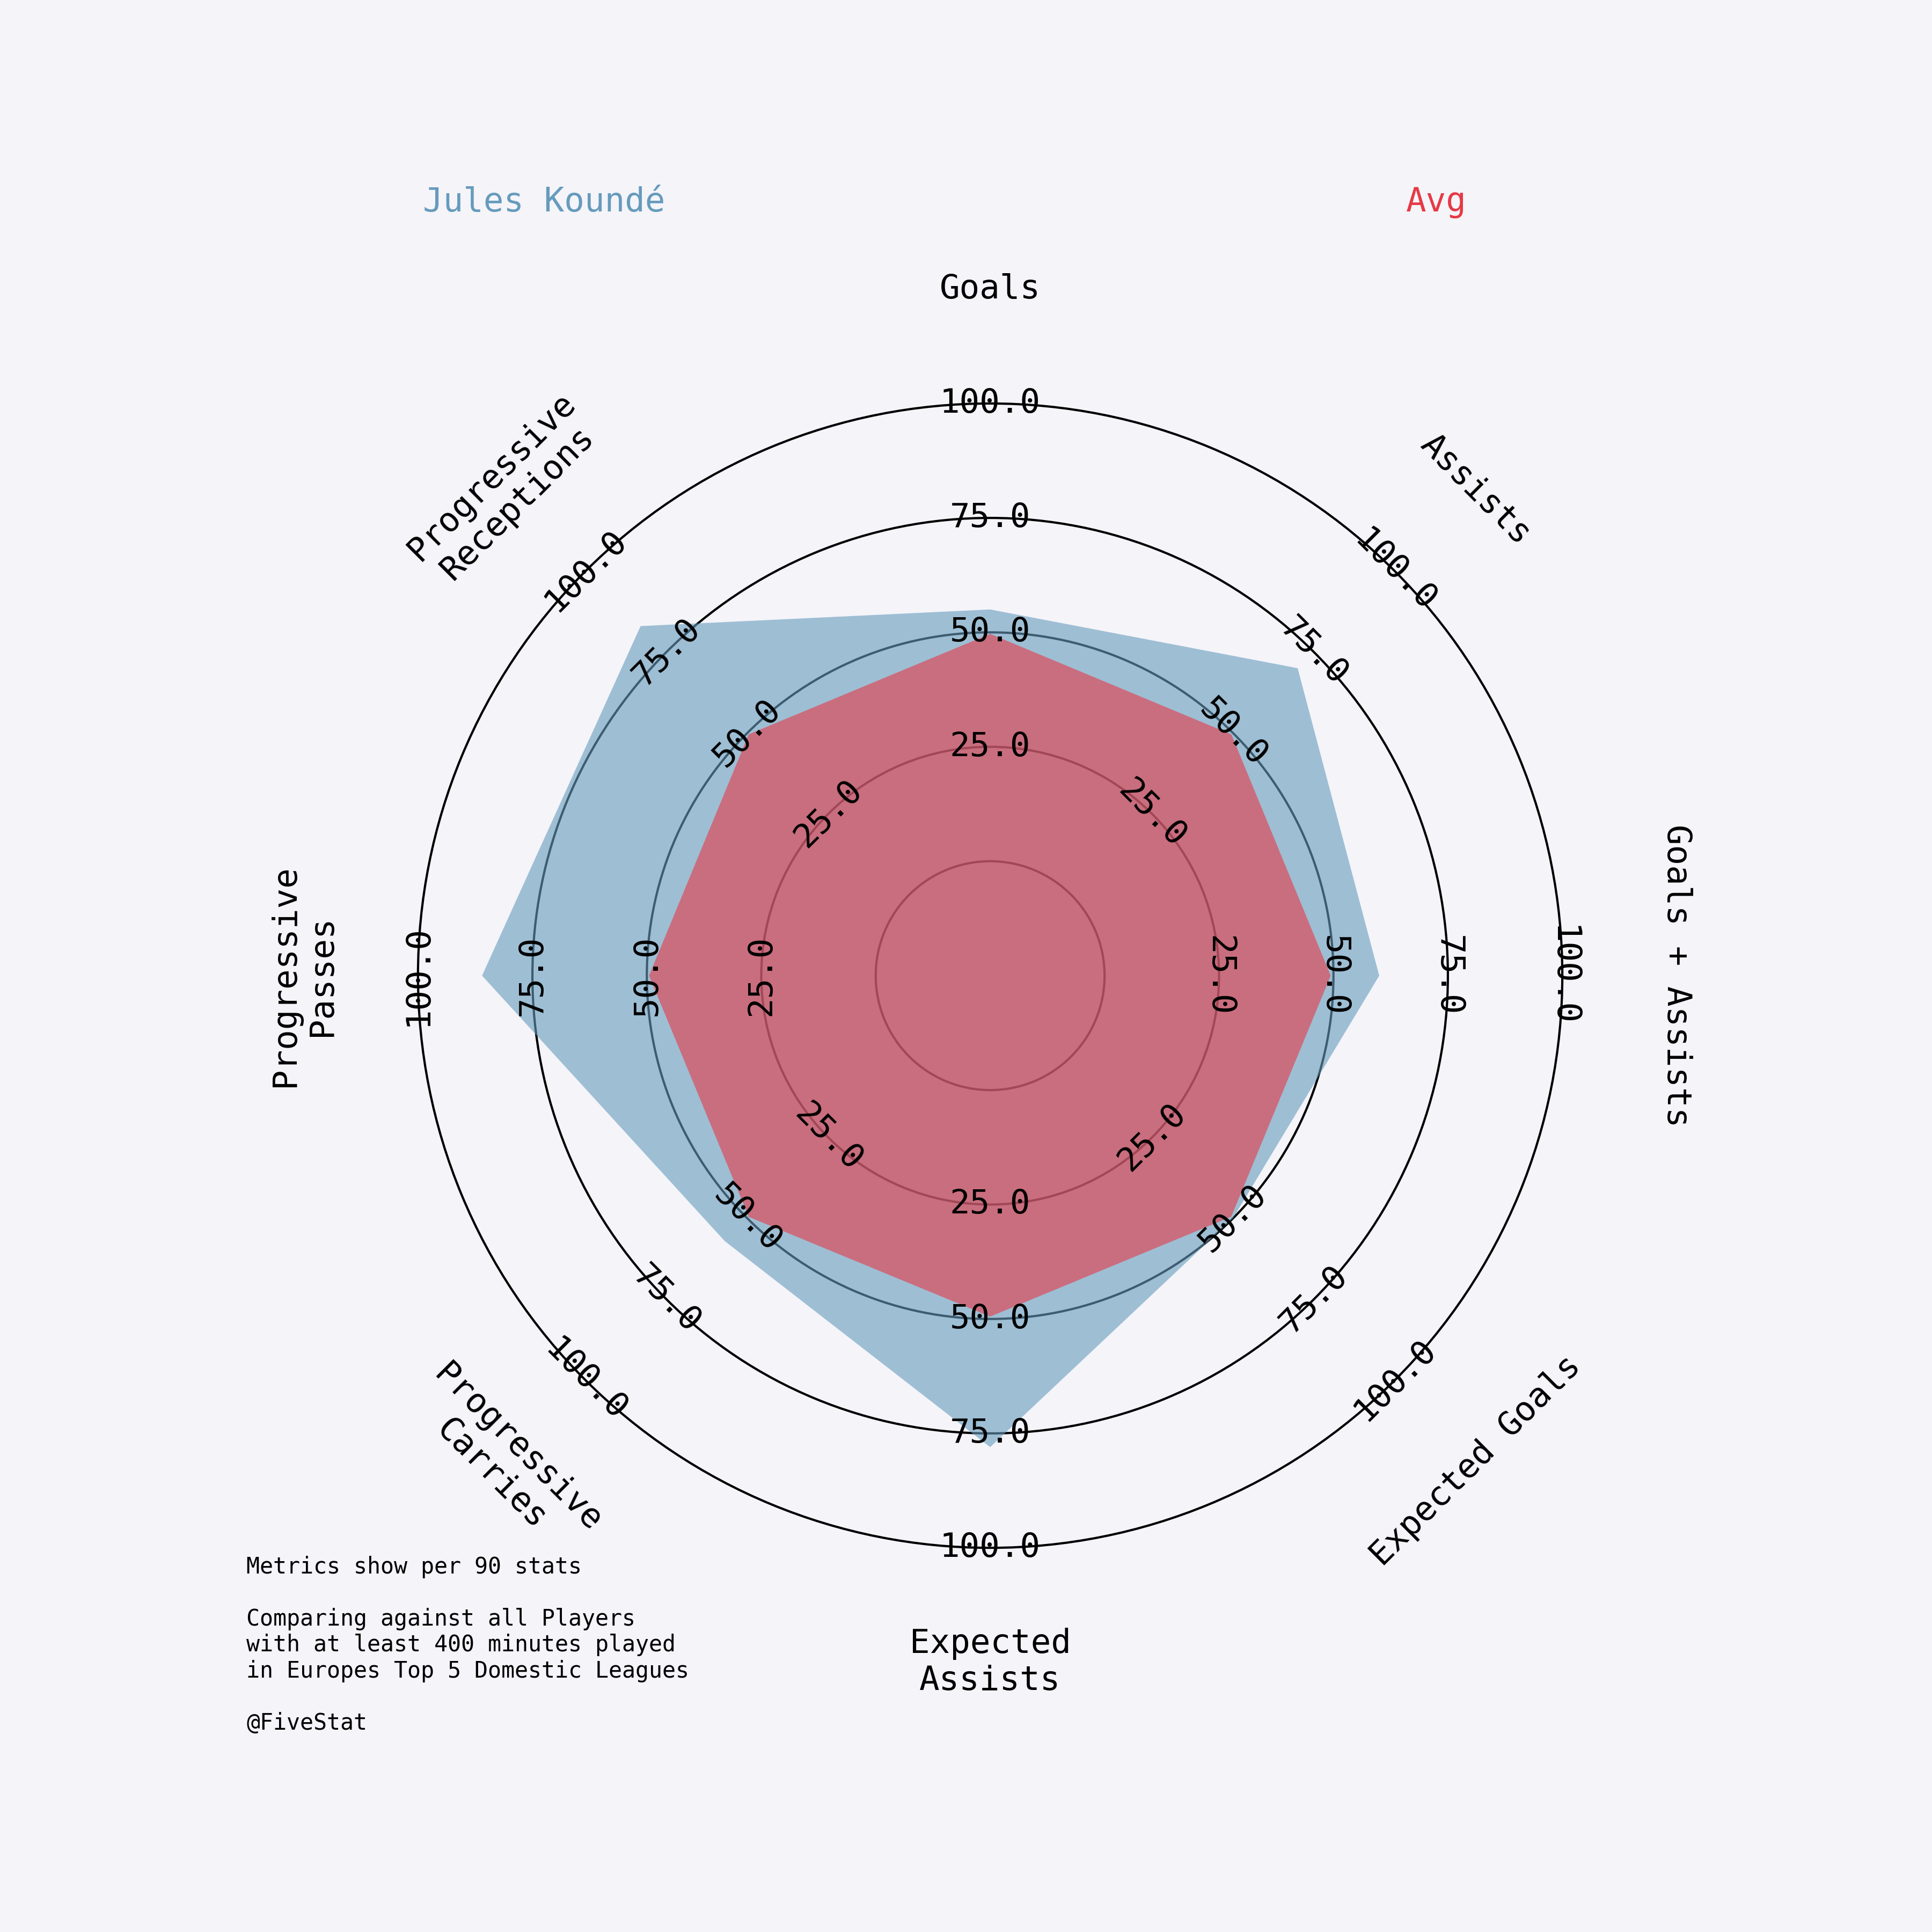 Jules Koundé
Avg
Goals
Assists
Goals + Assists
Expected Goals
Expected
Assists
Progressive
Carries
Progressive
Passes
Progressive
Receptions
25.0
50.0
75.0
100.0
25.0
50.0
75.0
100.0
25.0
50.0
75.0
100.0
25.0
50.0
75.0
100.0
25.0
50.0
75.0
100.0
25.0
50.0
75.0
100.0
25.0
50.0
75.0
100.0
25.0
50.0
75.0
100.0
Metrics show per 90 stats
Comparing against all Players
with at least 400 minutes played
in Europes Top 5 Domestic Leagues
@FiveStat